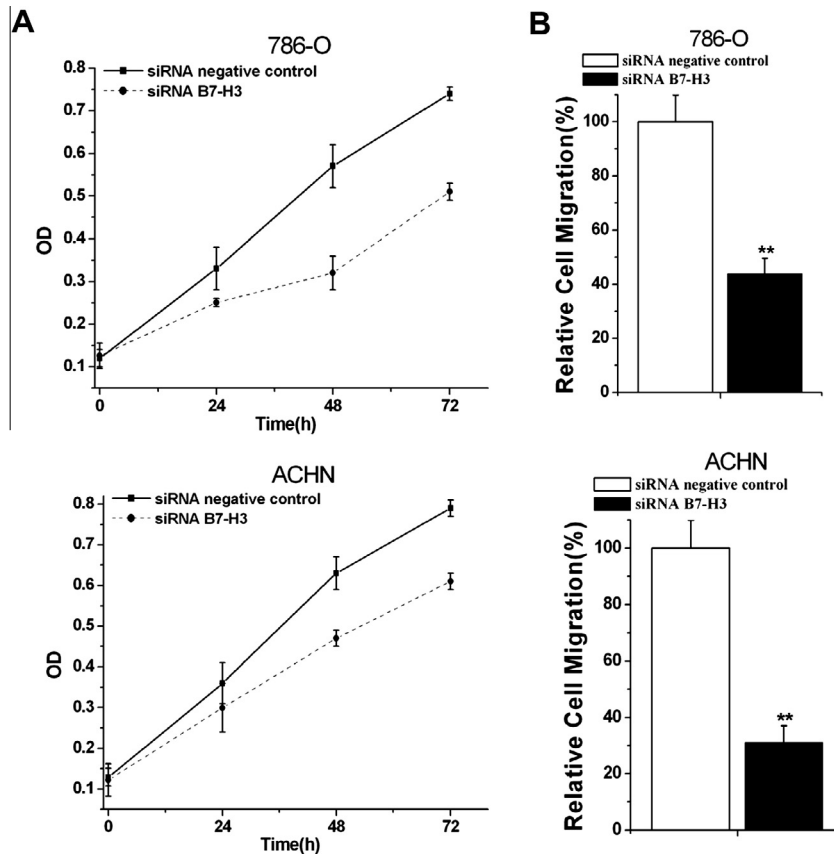 A
786-O
siRNA negative control
siRNA B7-H3
0.8
0.7
0.6
0.5
0.4
0.3
0.2
0.1
OD
0 24 48 72
Time(h)
B
786-O
siRNA negative control
siRNA B7-H3
100
80
60
40
20
0
Relative Cell Migration(%)
**
ACHN
siRNA negative control
siRNA B7-H3
0.8
0.7
0.6
0.5
0.4
0.3
0.2
0.1
OD
0 24 48 72
Time(h)
ACHN
siRNA negative control
siRNA B7-H3
100
80
60
40
20
0
Relative Cell Migration(%)
**